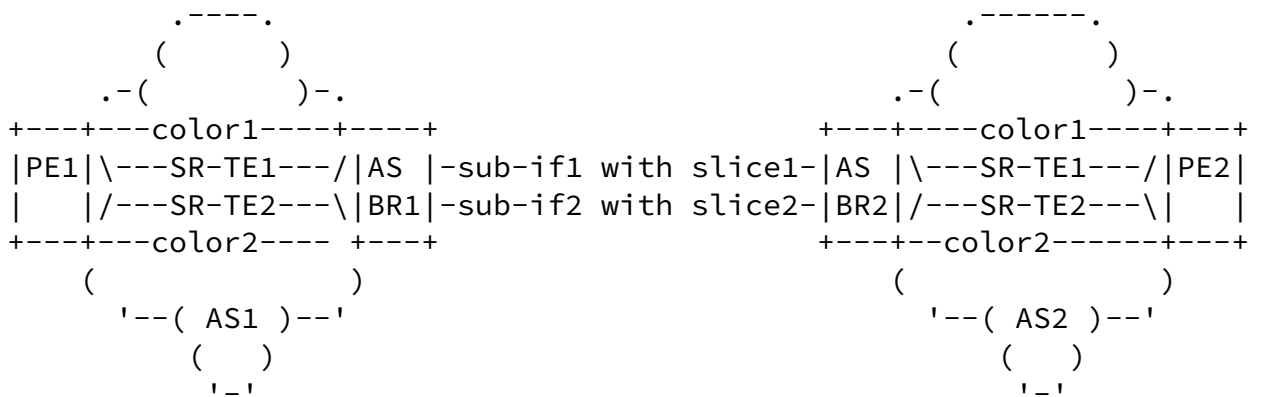 .----.                                     .------.
               (      )                                   (        )
            .-(        )-.                             .-(          )-.
+---+---color1----+----+                    +---+----color1----+---+
|PE1|\---SR-TE1---/|AS |-sub-if1 with slice1-|AS |\---SR-TE1---/|PE2|
|   |/---SR-TE2---\|BR1|-sub-if2 with slice2-|BR2|/---SR-TE2---\|   |
+---+---color2---- +---+                    +---+--color2------+---+
    (              )                            (              )
      '--( AS1 )--'                               '--( AS2 )--'
          (   )                                       (   )
           '-'                                         '-'